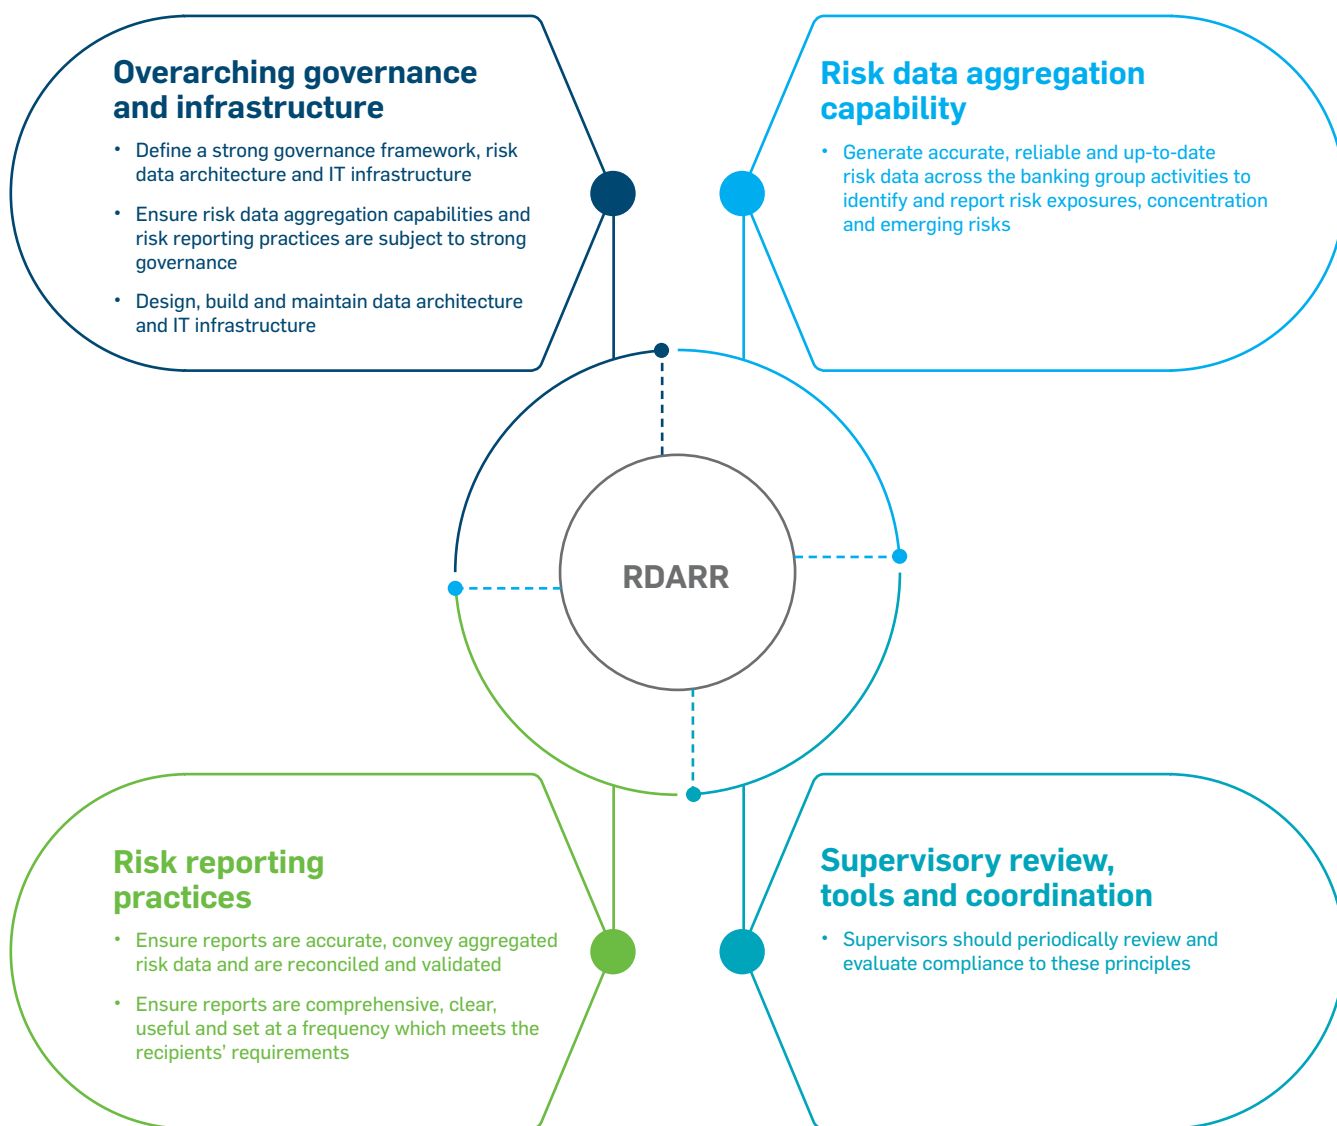 Overarching governance
and infrastructure
• Define a strong governance framework, risk
data architecture and IT infrastructure
• Ensure risk data aggregation capabilities and
risk reporting practices are subject to strong
governance
• Design, build and maintain data architecture
and IT infrastructure
Risk data aggregation
capability
• Generate accurate, reliable and up-to-date
risk data across the banking group activities to
identify and report risk exposures, concentration
and emerging risks
RDARR
Risk reporting
practices
• Ensure reports are accurate, convey aggregated
risk data and are reconciled and validated
• Ensure reports are comprehensive, clear,
useful and set at a frequency which meets the
recipients’ requirements
Supervisory review,
tools and coordination
• Supervisors should periodically review and
evaluate compliance to these principles